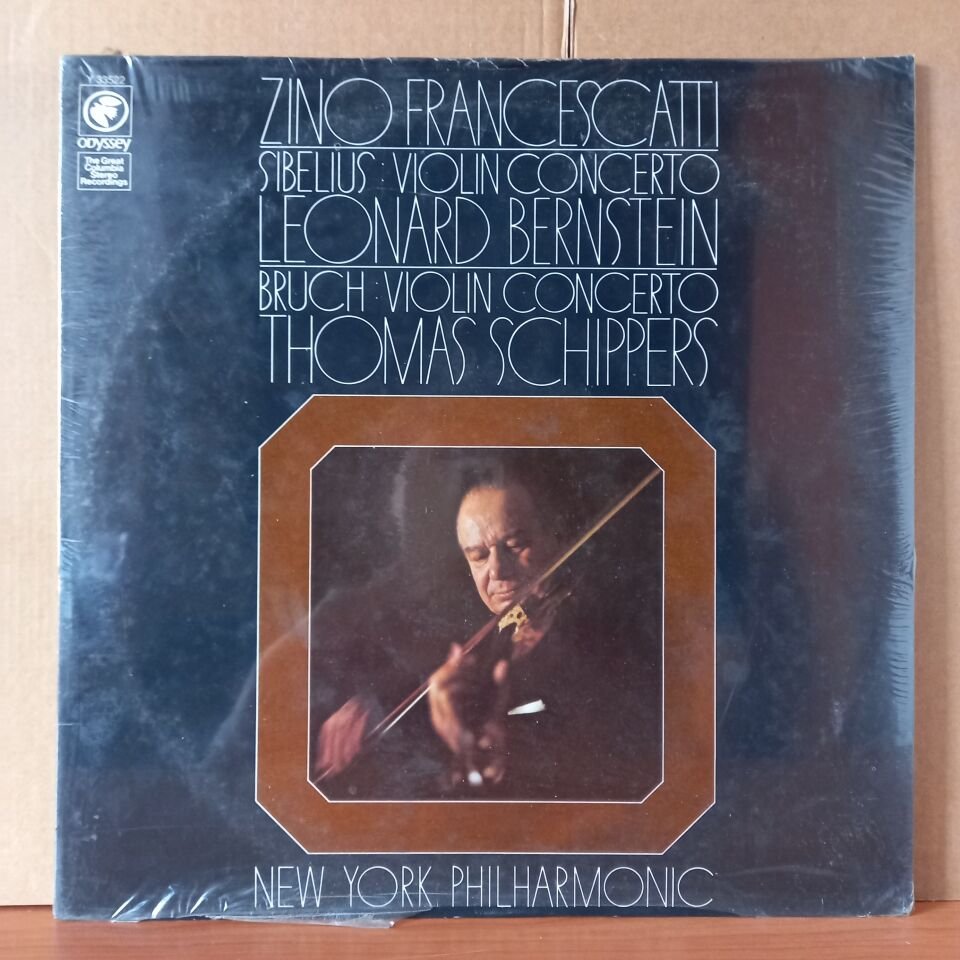 Y 33522
ODYSSEY
The Great
Columbia
Stereo
Recordings
ZINO FRANCESCATTI
SIBELIUS: VIOLIN CONCERTO
LEONARD BERNSTEIN
BRUCH: VIOLIN CONCERTO
THOMAS SCHIPPERS
NEW YORK PHILHARMONIC